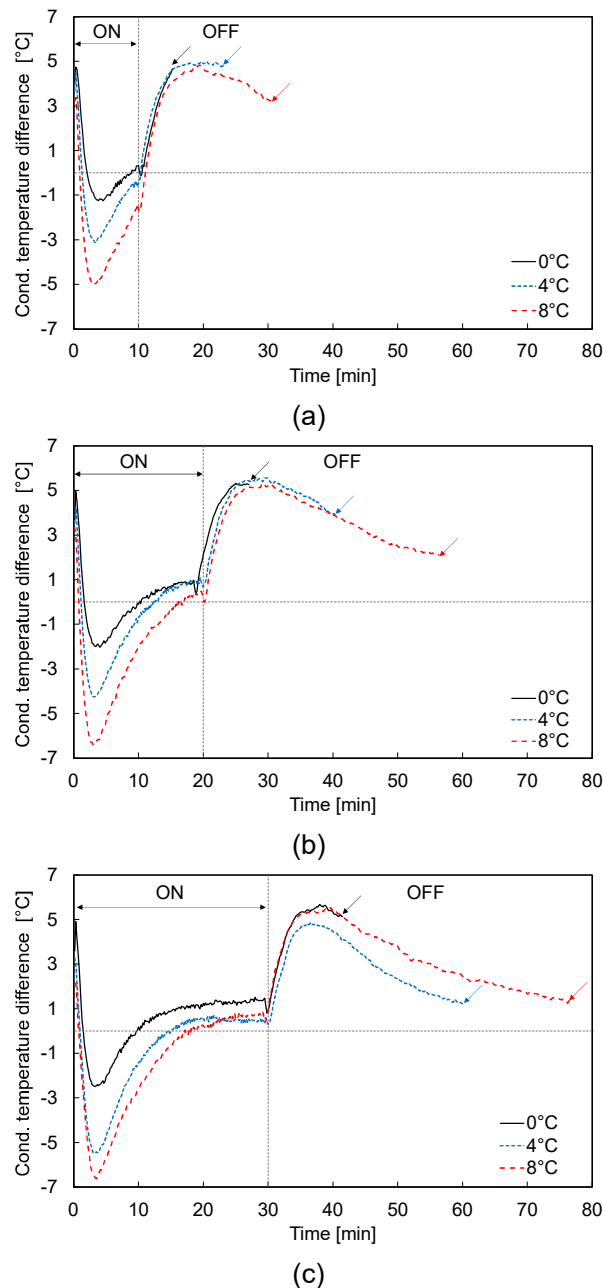 Cond. temperature difference [°C]
7
5
3
1
-1
-3
-5
-7
ON
OFF
0°C
4°C
8°C
0 10 20 30 40 50 60 70 80
Time [min]
(a)
Cond. temperature difference [°C]
7
5
3
1
-1
-3
-5
-7
ON
OFF
0°C
4°C
8°C
0 10 20 30 40 50 60 70 80
Time [min]
(b)
Cond. temperature difference [°C]
7
5
3
1
-1
-3
-5
-7
ON
OFF
0°C
4°C
8°C
0 10 20 30 40 50 60 70 80
Time [min]
(c)